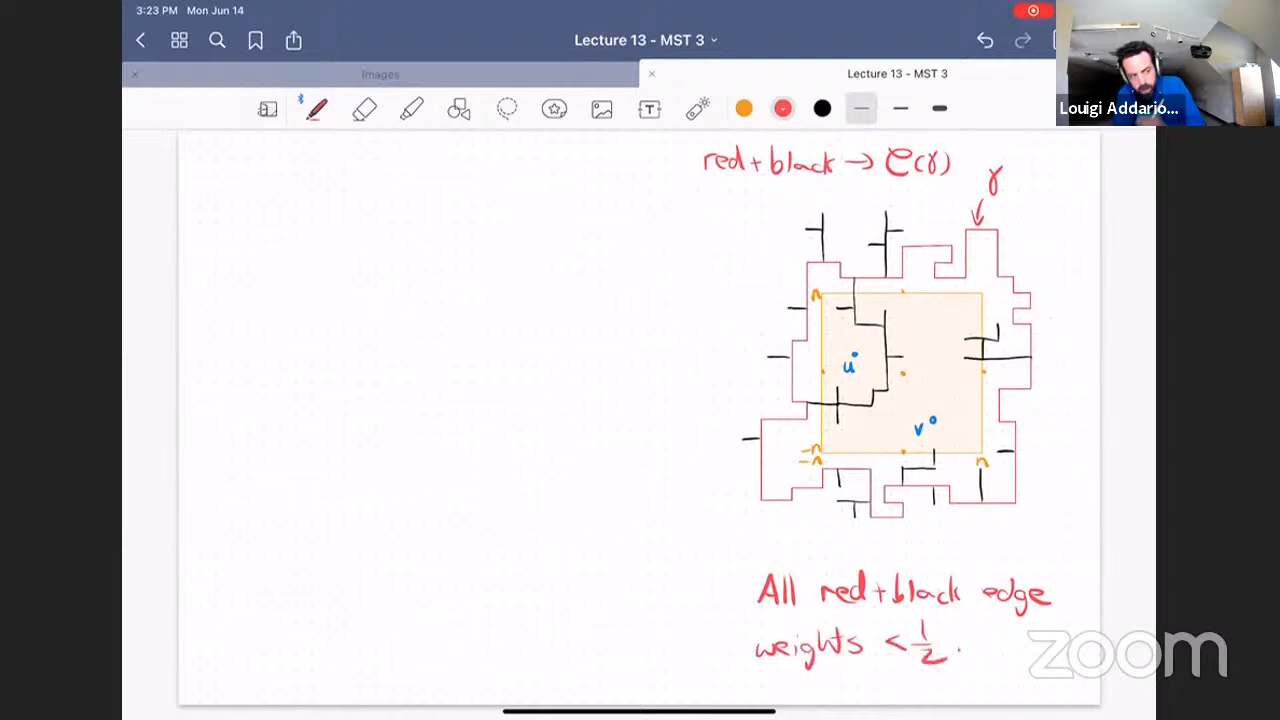 3:23 PM Mon Jun 14
Lecture 13 - MST 3
Images
Lecture 13 - MST 3
Louigi Addarió...
red + black → C(γ)
γ
n
u
v
-n
-n
n
All red + black edge
weights < 1/2.
zoom